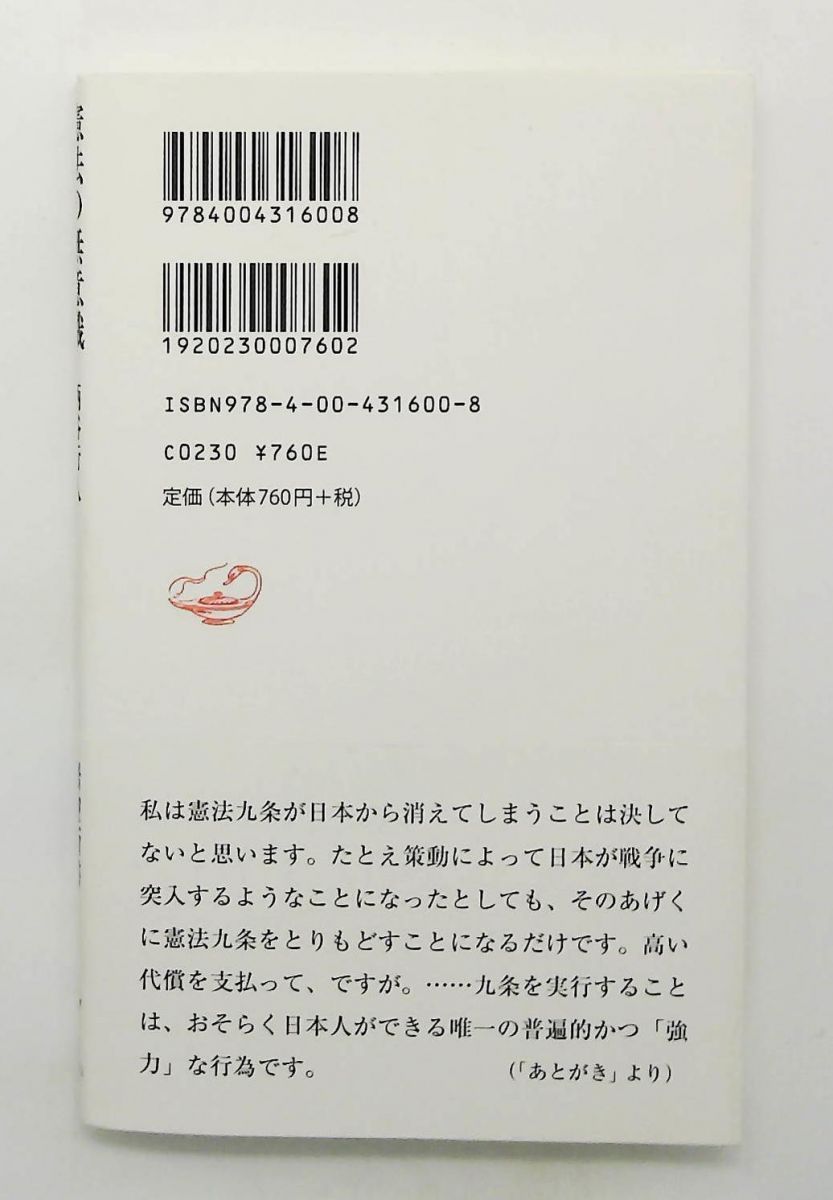 憲法の無意識
9784004316008
1920230007602
ISBN978-4-00-431600-8
C0230 ¥760E
定価(本体760円+税)
私は憲法九条が日本から消えてしまうことは決して
ないと思います。たとえ策動によって日本が戦争に
突入するようなことになったとしても、そのあげく
に憲法九条をとりもどすことになるだけです。高い
代償を支払って、ですが。……九条を実行すること
は、おそらく日本人ができる唯一の普遍的かつ「強
力」な行為です。
(「あとがき」より)